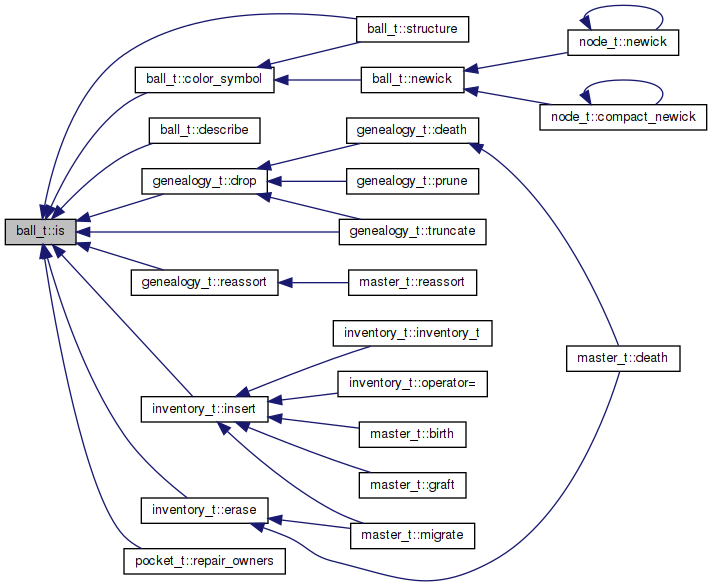 ball_t::structure
node_t::newick
ball_t::color_symbol
ball_t::newick
node_t::compact_newick
ball_t::describe
genealogy_t::death
genealogy_t::drop
genealogy_t::prune
ball_t::is
genealogy_t::truncate
genealogy_t::reassort
master_t::reassort
inventory_t::inventory_t
master_t::death
inventory_t::operator=
inventory_t::insert
master_t::birth
master_t::graft
inventory_t::erase
master_t::migrate
pocket_t::repair_owners